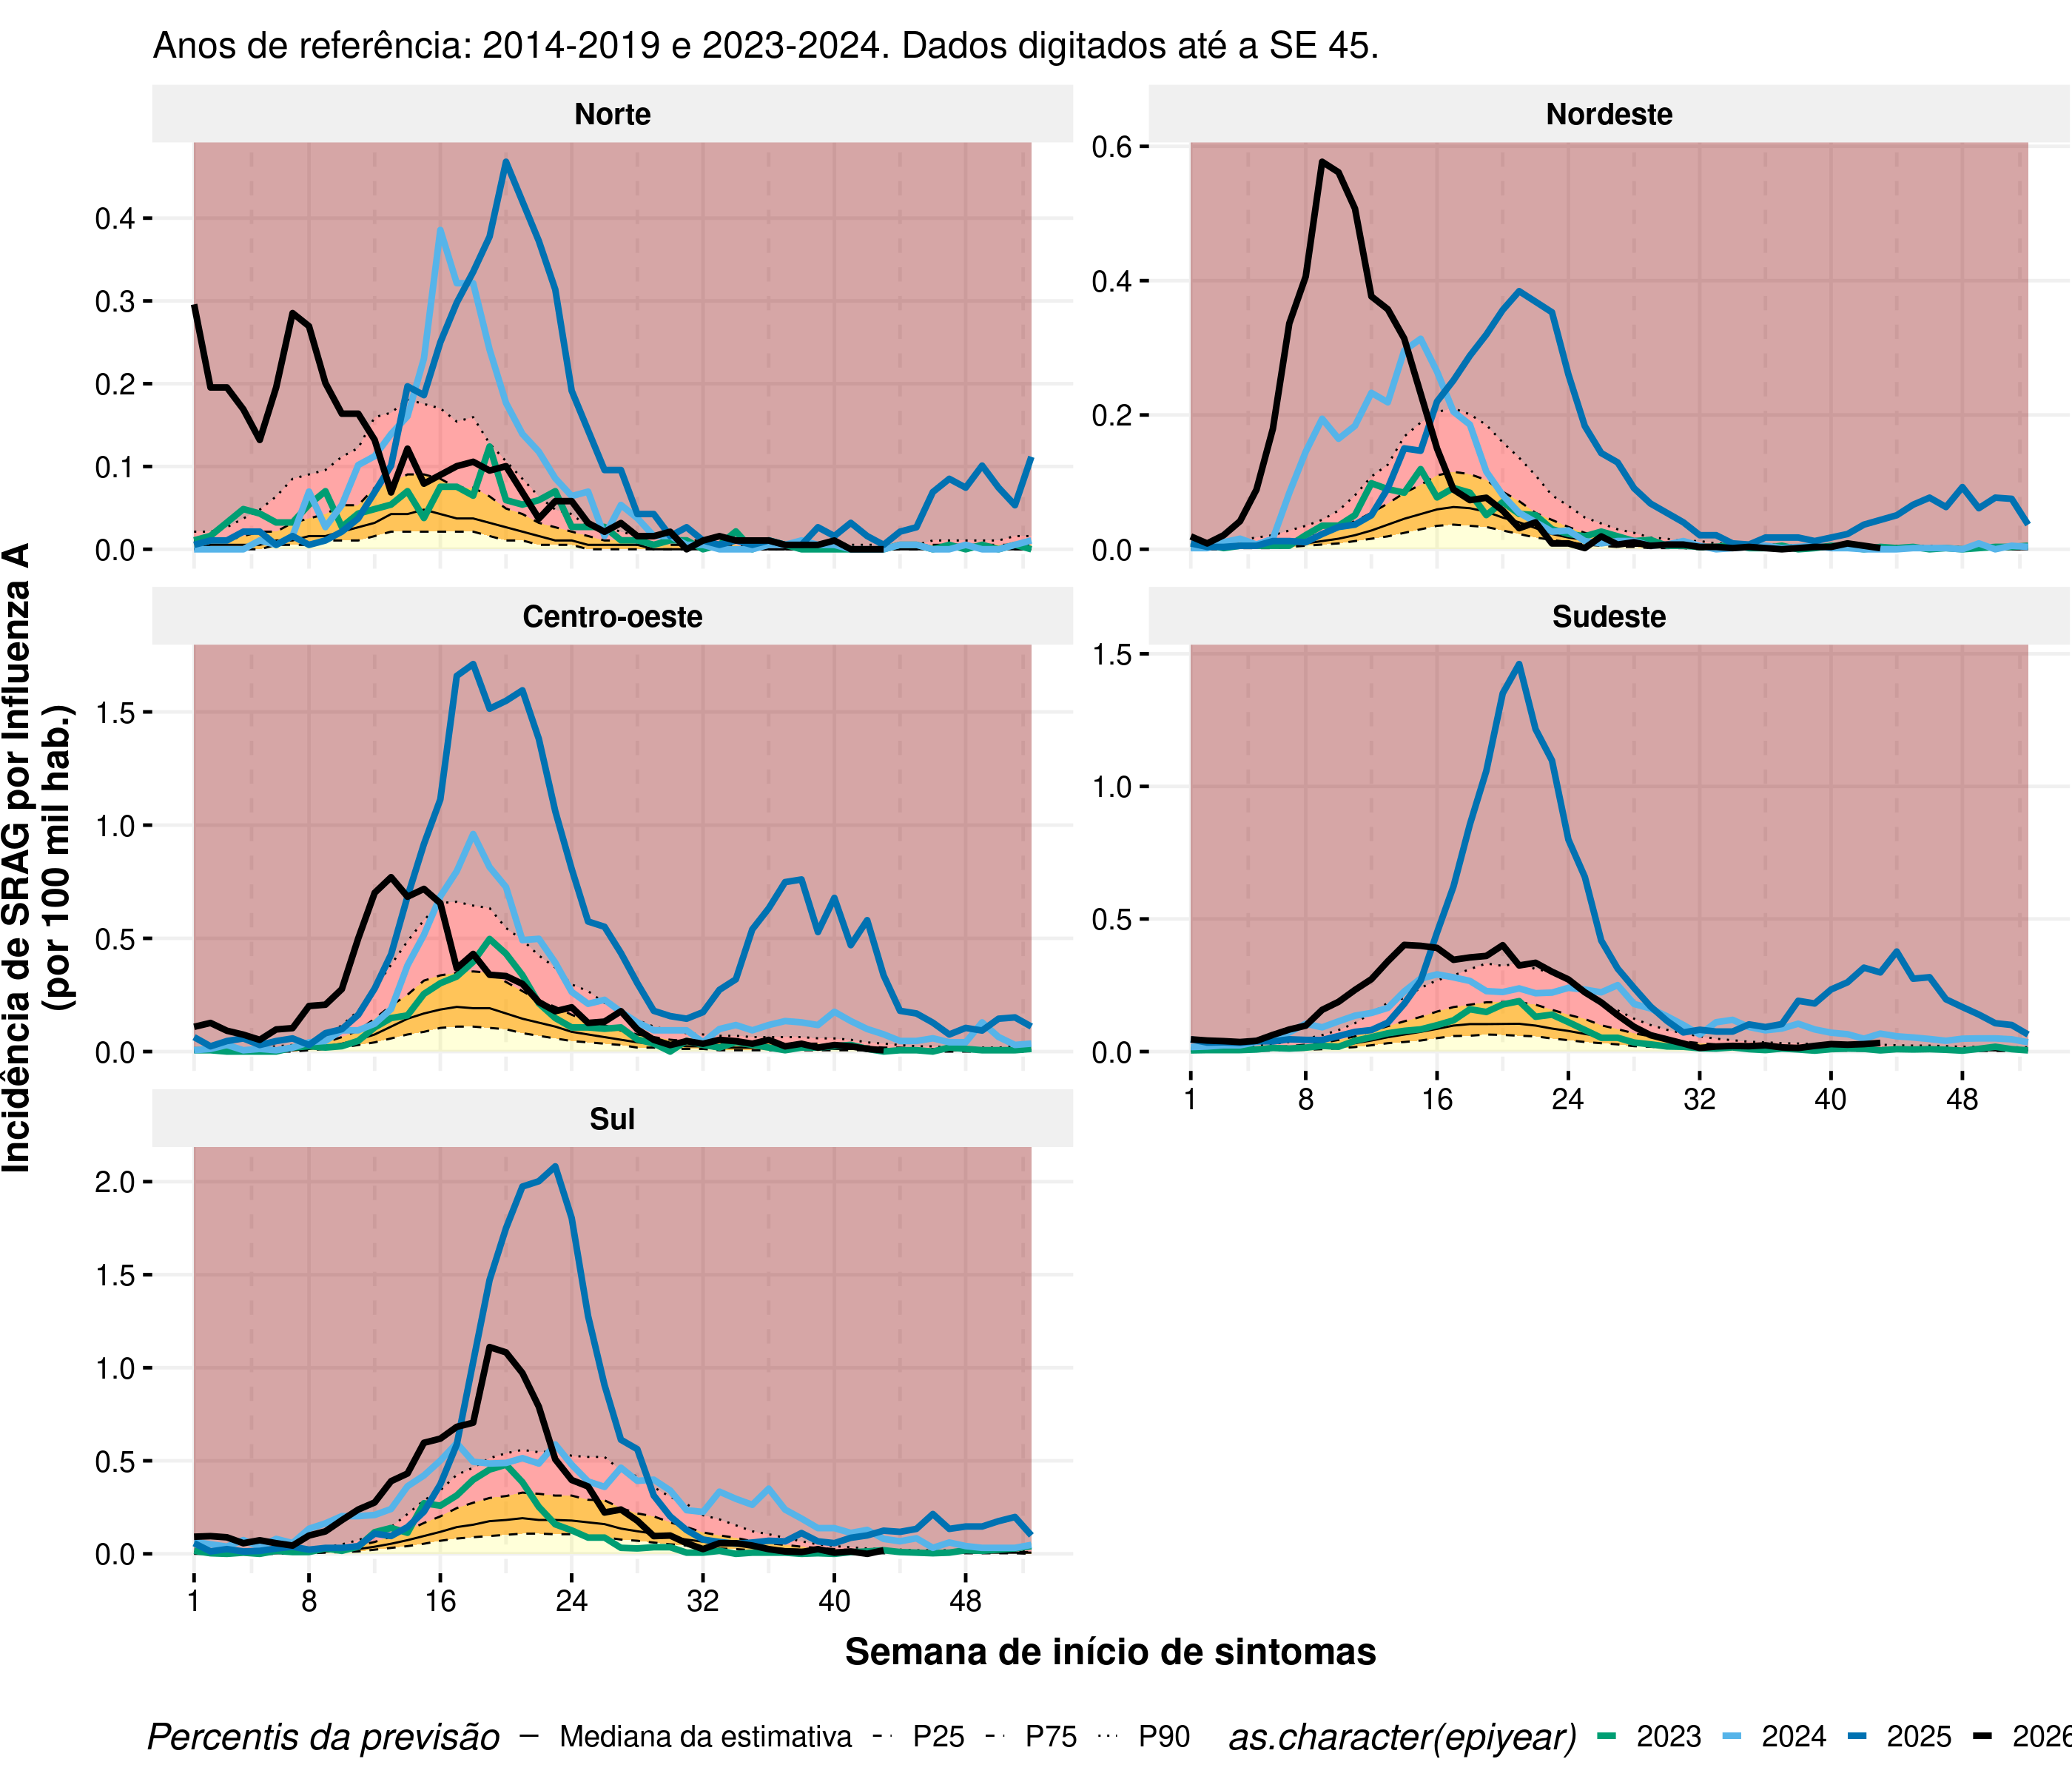 Anos de referência: 2014-2019 e 2023-2024. Dados digitados até a SE 45.
Norte
Nordeste
0.4
0.3
0.2
0.1
0.0
0.6
0.4
0.2
0.0
Centro-oeste
Sudeste
1.5
1.0
0.5
0.0
1.5
1.0
0.5
0.0
1 8 16 24 32 40 48
Sul
2.0
1.5
1.0
0.5
0.0
1 8 16 24 32 40 48
Incidência de SRAG por Influenza A
(por 100 mil hab.)
Semana de início de sintomas
Percentis da previsão Mediana da estimativa P25 P75 P90 as.character(epiyear) 2023 2024 2025 2026